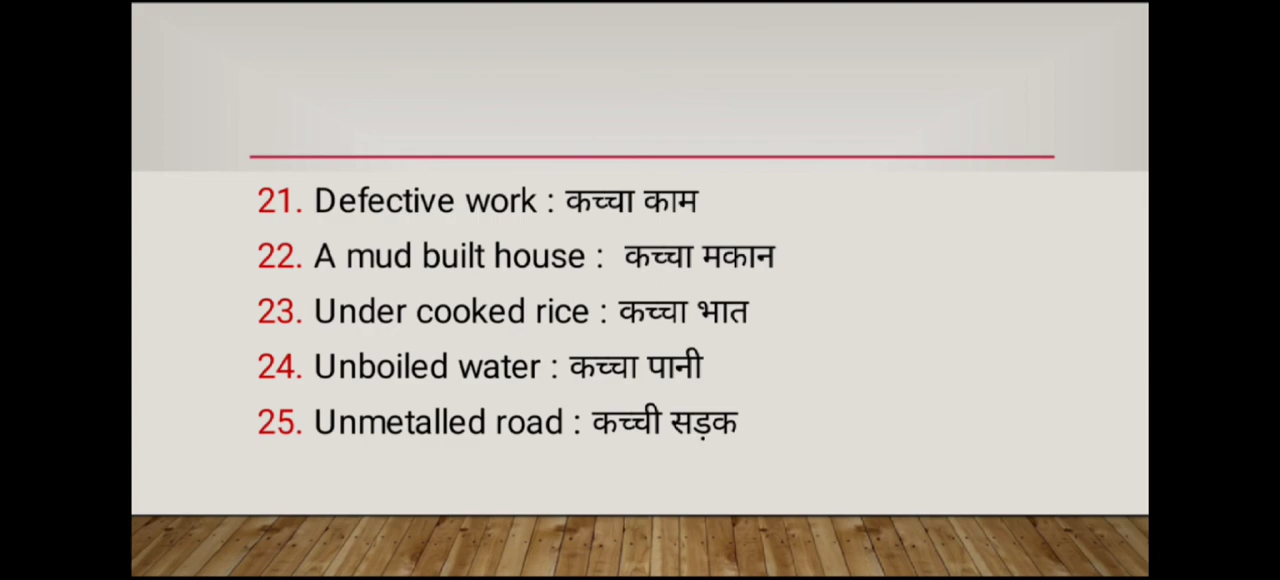 21. Defective work : कच्चा काम
22. A mud built house : कच्चा मकान
23. Under cooked rice : कच्चा भात
24. Unboiled water : कच्चा पानी
25. Unmetalled road : कच्ची सड़क